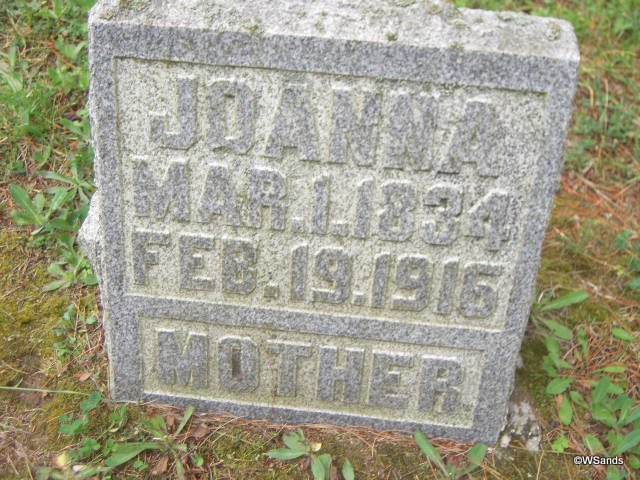 JOANNA
MAR. 1. 1834
FEB. 19. 1916
MOTHER
©WSands